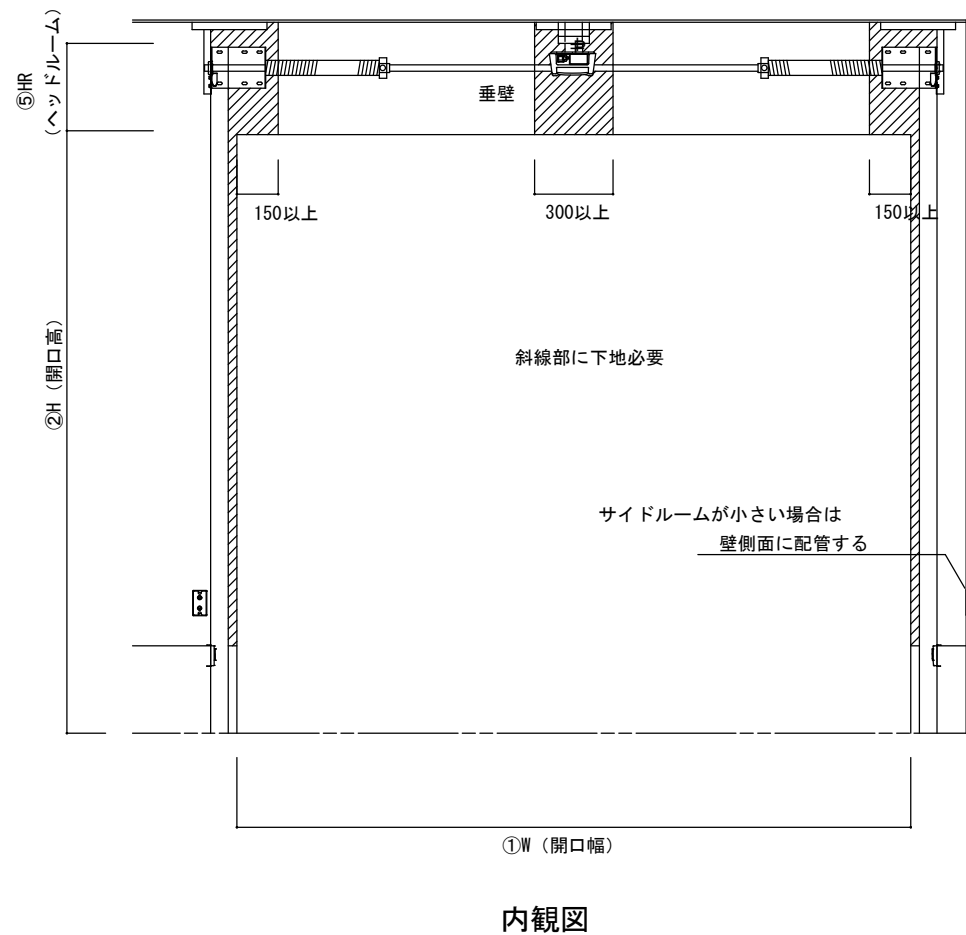 ⑤HR
(ヘッドルーム)
垂壁
150以上
300以上
150以上
②H (開口高)
斜線部に下地必要
サイドルームが小さい場合は
壁側面に配管する
①W (開口幅)
内観図